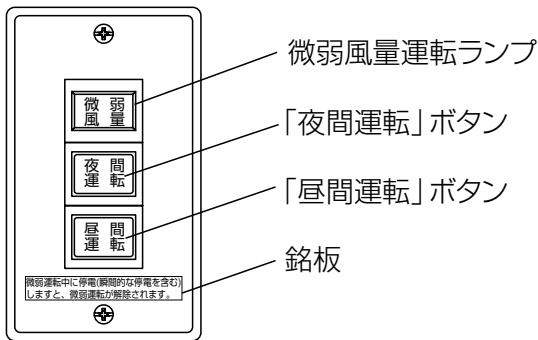 微弱風量運転ランプ
微弱
風量
「夜間運転」ボタン
夜間
運転
「昼間運転」ボタン
昼間
運転
銘板
微弱運転中に停電(瞬間的な停電を含む)
しますと、微弱運転が解除されます。